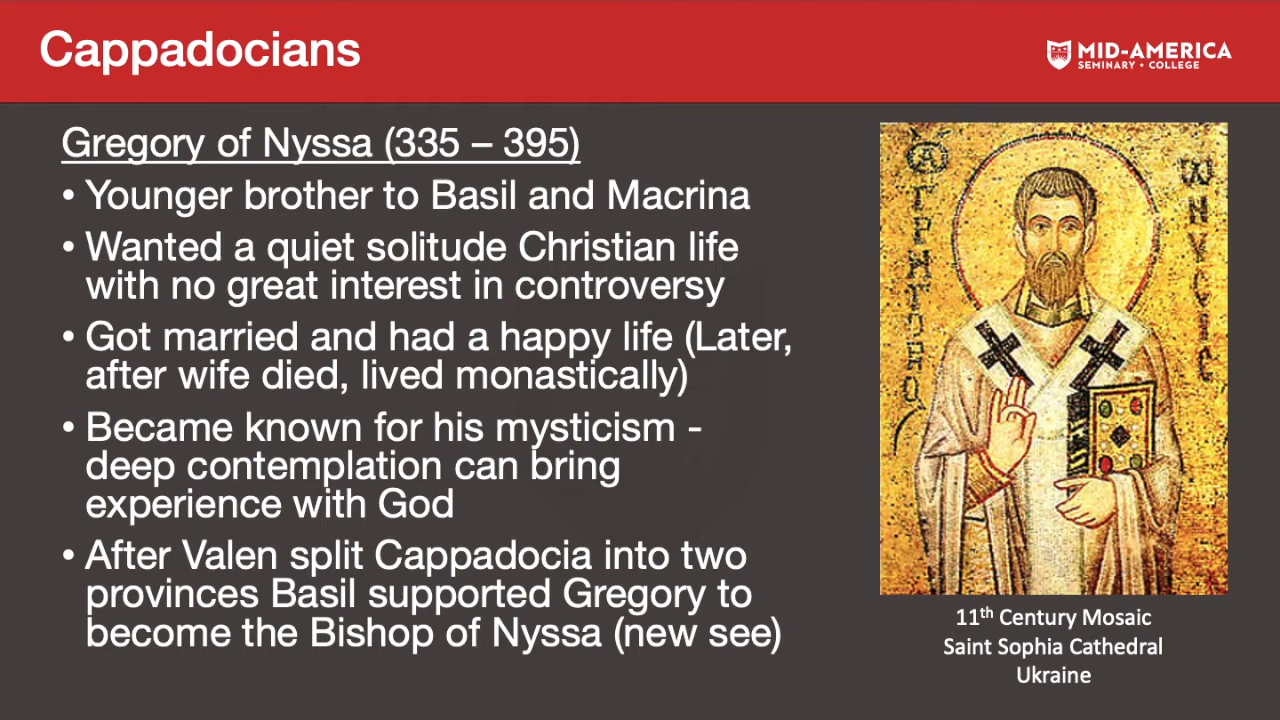 Cappadocians
MID-AMERICA
SEMINARY • COLLEGE
Gregory of Nyssa (335 – 395)
• Younger brother to Basil and Macrina
• Wanted a quiet solitude Christian life
with no great interest in controversy
• Got married and had a happy life (Later,
after wife died, lived monastically)
• Became known for his mysticism -
deep contemplation can bring
experience with God
• After Valen split Cappadocia into two
provinces Basil supported Gregory to
become the Bishop of Nyssa (new see)
11th Century Mosaic
Saint Sophia Cathedral
Ukraine